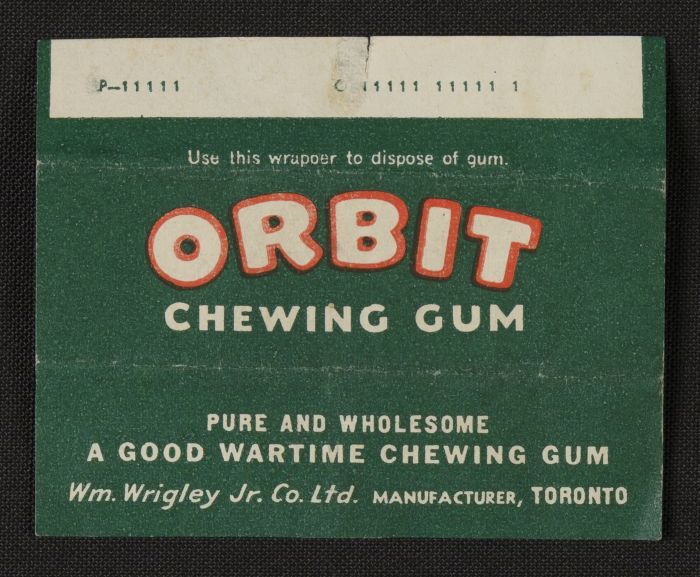 P-11111 C 11111 11111 1
Use this wrapper to dispose of gum.
ORBIT
CHEWING GUM
PURE AND WHOLESOME
A GOOD WARTIME CHEWING GUM
Wm. Wrigley Jr. Co. Ltd. MANUFACTURER, TORONTO